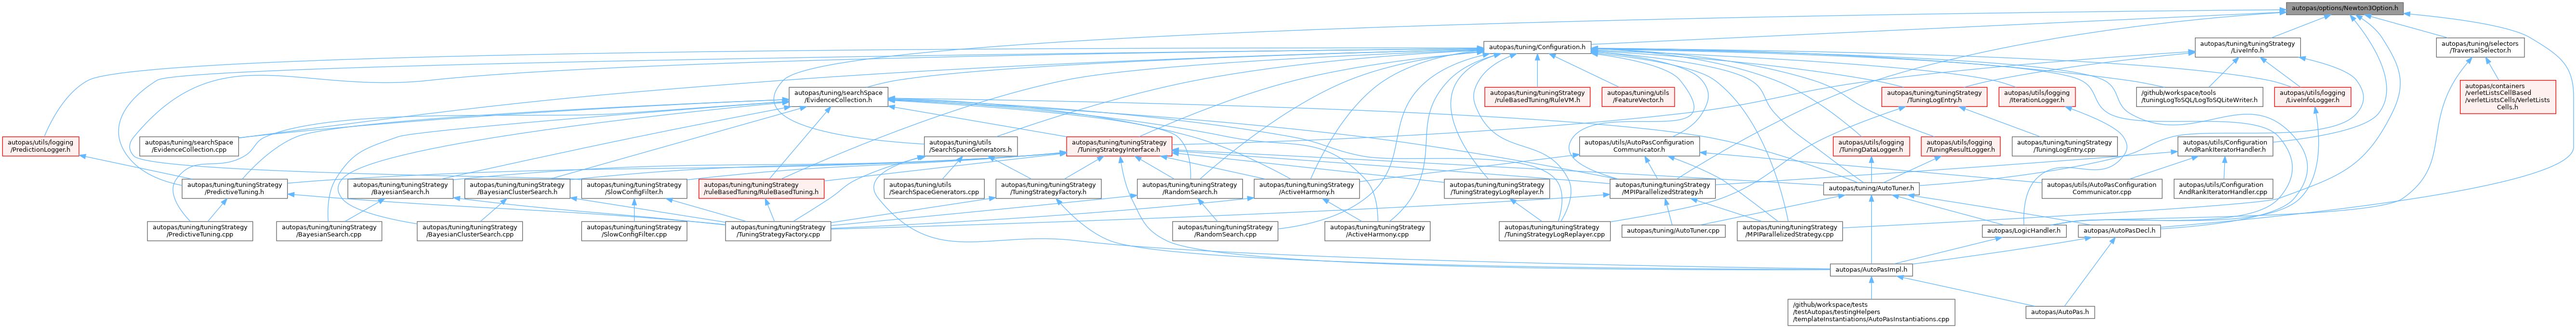 autopas/options/Newton3Option.h
autopas/tuning/Configuration.h
autopas/tuning/tuningStrategy
/LiveInfo.h
autopas/tuning/selectors
/TraversalSelector.h
autopas/tuning/searchSpace
/EvidenceCollection.h
autopas/tuning/tuningStrategy
/ruleBasedTuning/RuleVM.h
autopas/tuning/utils
/FeatureVector.h
autopas/tuning/tuningStrategy
/TuningLogEntry.h
autopas/utils/logging
/IterationLogger.h
/github/workspace/tools
/tuningLogToSQL/LogToSQLiteWriter.h
autopas/utils/logging
/LiveInfoLogger.h
autopas/containers
/verletListsCellBased
/verletListsCells/VerletLists
Cells.h
autopas/utils/logging
/PredictionLogger.h
autopas/tuning/searchSpace
/EvidenceCollection.cpp
autopas/tuning/utils
/SearchSpaceGenerators.h
autopas/tuning/tuningStrategy
/TuningStrategyInterface.h
autopas/utils/AutoPasConfiguration
Communicator.h
autopas/utils/logging
/TuningDataLogger.h
autopas/utils/logging
/TuningResultLogger.h
autopas/tuning/tuningStrategy
/TuningLogEntry.cpp
autopas/utils/Configuration
AndRankIteratorHandler.h
autopas/tuning/tuningStrategy
/PredictiveTuning.h
autopas/tuning/tuningStrategy
/BayesianSearch.h
autopas/tuning/tuningStrategy
/BayesianClusterSearch.h
autopas/tuning/tuningStrategy
/SlowConfigFilter.h
autopas/tuning/tuningStrategy
/ruleBasedTuning/RuleBasedTuning.h
autopas/tuning/utils
/SearchSpaceGenerators.cpp
autopas/tuning/tuningStrategy
/TuningStrategyFactory.h
autopas/tuning/tuningStrategy
/RandomSearch.h
autopas/tuning/tuningStrategy
/ActiveHarmony.h
autopas/tuning/tuningStrategy
/TuningStrategyLogReplayer.h
autopas/tuning/tuningStrategy
/MPIParallelizedStrategy.h
autopas/tuning/AutoTuner.h
autopas/utils/AutoPasConfiguration
Communicator.cpp
autopas/utils/Configuration
AndRankIteratorHandler.cpp
autopas/tuning/tuningStrategy
/PredictiveTuning.cpp
autopas/tuning/tuningStrategy
/BayesianSearch.cpp
autopas/tuning/tuningStrategy
/BayesianClusterSearch.cpp
autopas/tuning/tuningStrategy
/SlowConfigFilter.cpp
autopas/tuning/tuningStrategy
/TuningStrategyFactory.cpp
autopas/tuning/tuningStrategy
/RandomSearch.cpp
autopas/tuning/tuningStrategy
/ActiveHarmony.cpp
autopas/tuning/tuningStrategy
/TuningStrategyLogReplayer.cpp
autopas/tuning/AutoTuner.cpp
autopas/tuning/tuningStrategy
/MPIParallelizedStrategy.cpp
autopas/LogicHandler.h
autopas/AutoPasDecl.h
autopas/AutoPasImpl.h
/github/workspace/tests
/testAutopas/testingHelpers
/templateInstantiations/AutoPasInstantiations.cpp
autopas/AutoPas.h